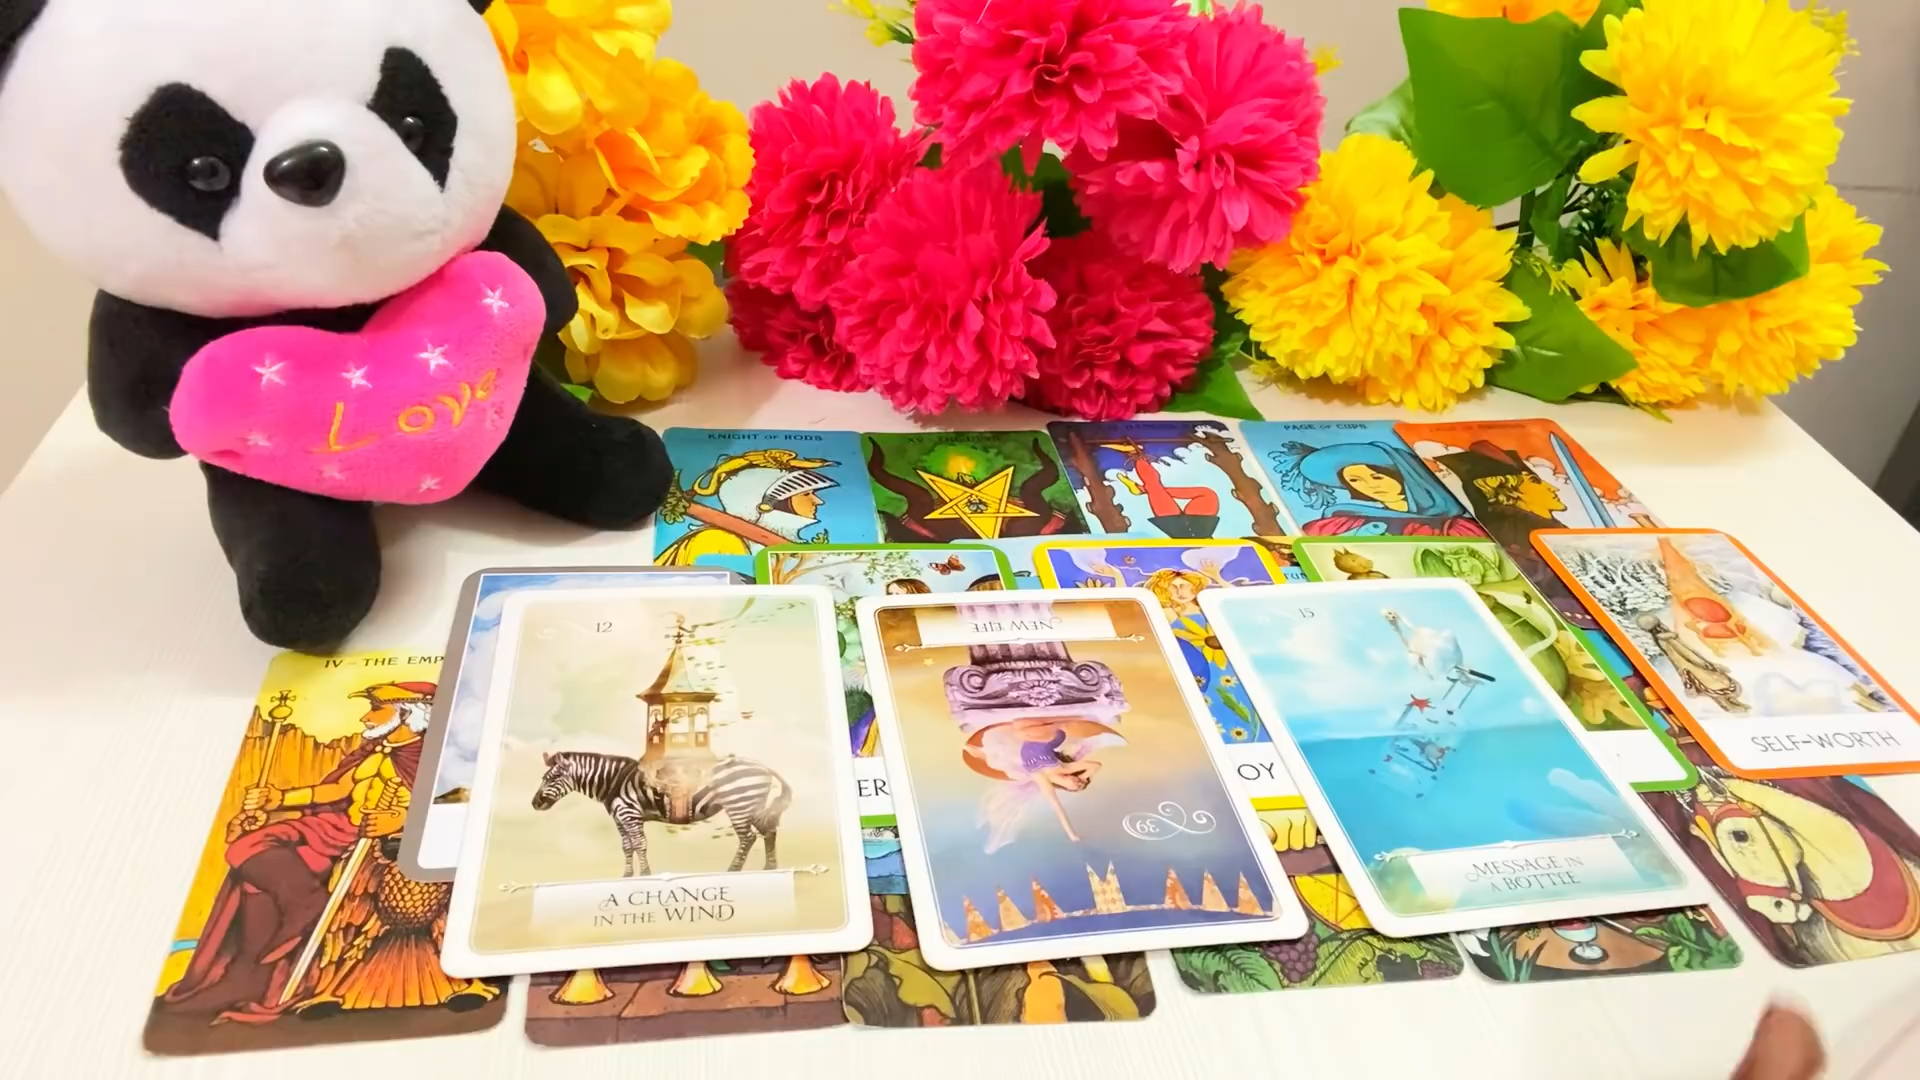 Love
KNIGHT OF RODS
PAGE OF CUPS
IV - THE EMP
12
A CHANGE
IN THE WIND
NEW LIFE
39
ER
OY
15
MESSAGE IN
A BOTTLE
SELF-WORTH